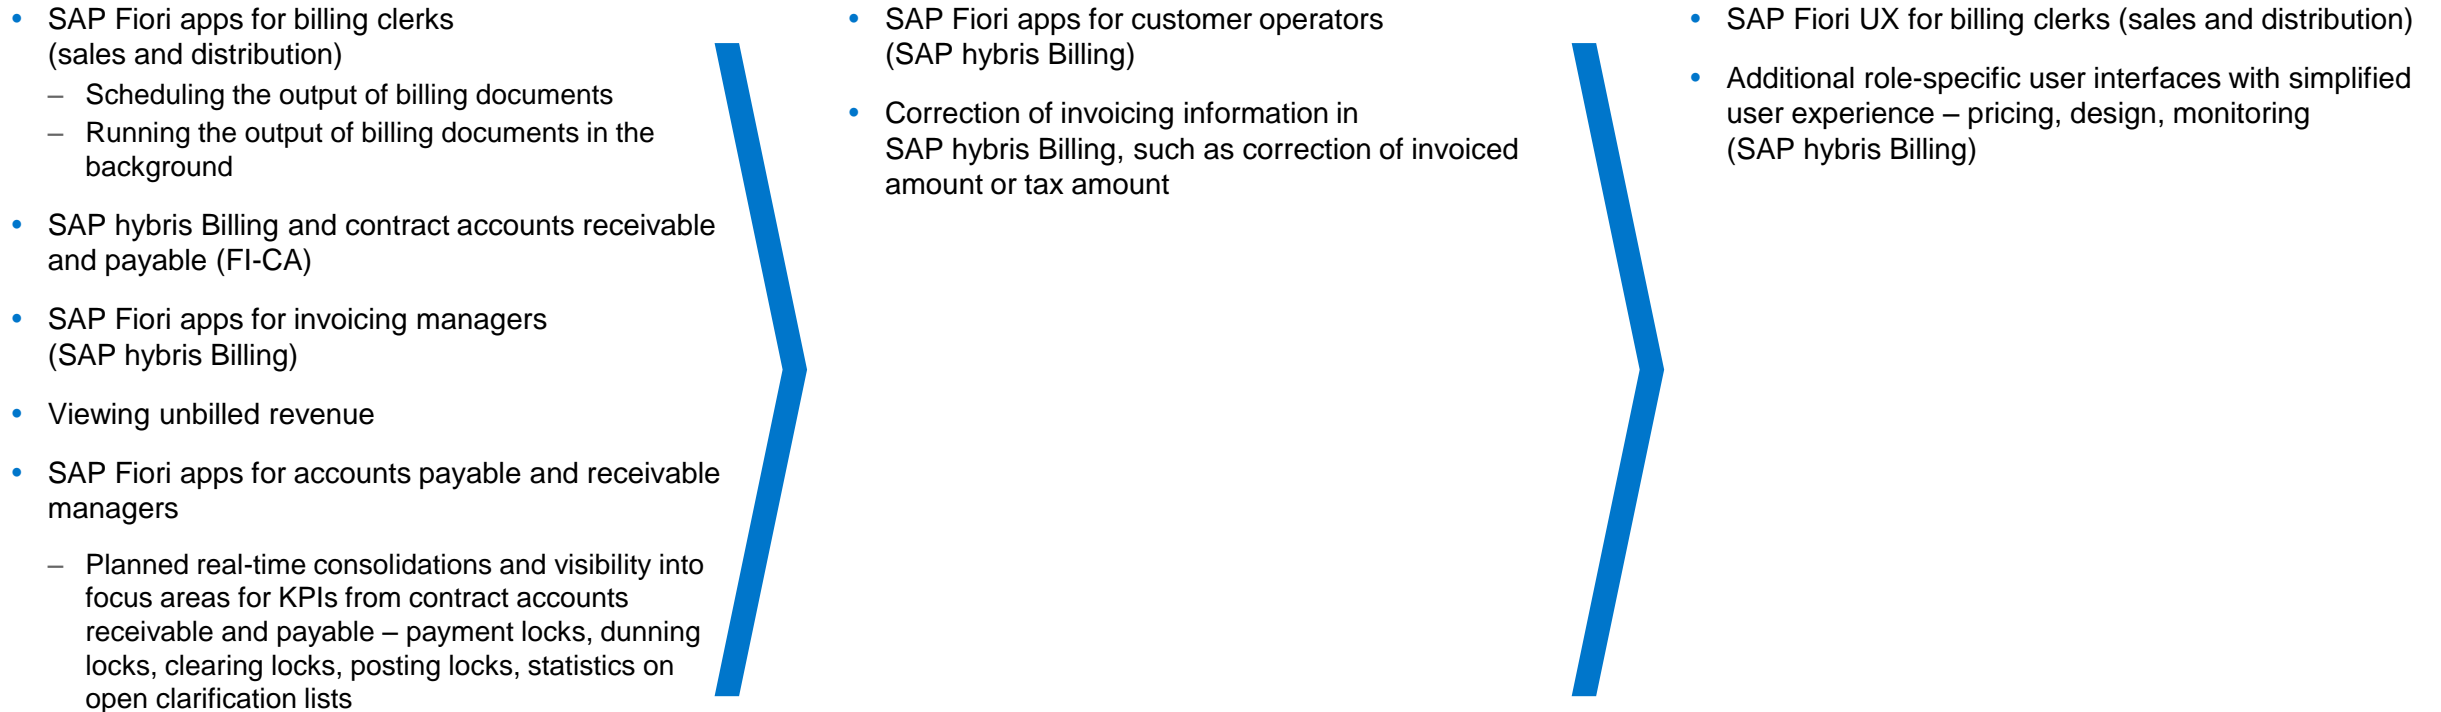 • SAP Fiori apps for billing clerks
(sales and distribution)
– Scheduling the output of billing documents
– Running the output of billing documents in the
background
• SAP hybris Billing and contract accounts receivable
and payable (FI-CA)
• SAP Fiori apps for invoicing managers
(SAP hybris Billing)
• Viewing unbilled revenue
• SAP Fiori apps for accounts payable and receivable
managers
– Planned real-time consolidations and visibility into
focus areas for KPIs from contract accounts
receivable and payable – payment locks, dunning
locks, clearing locks, posting locks, statistics on
open clarification lists
• SAP Fiori apps for customer operators
(SAP hybris Billing)
• Correction of invoicing information in
SAP hybris Billing, such as correction of invoiced
amount or tax amount
• SAP Fiori UX for billing clerks (sales and distribution)
• Additional role-specific user interfaces with simplified
user experience – pricing, design, monitoring
(SAP hybris Billing)